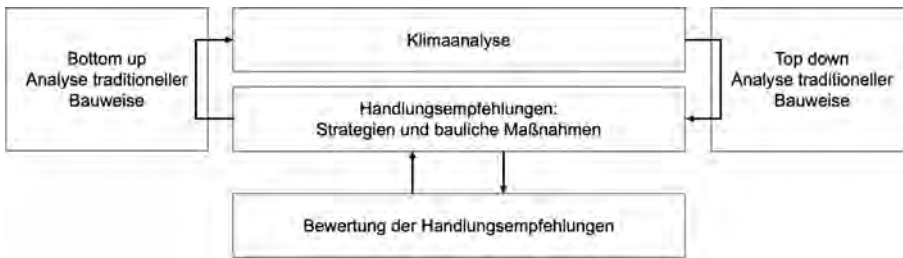 Bottom up
Analyse traditioneller
Bauweise
Klimaanalyse
Handlungsempfehlungen:
Strategien und bauliche Maßnahmen
Top down
Analyse traditioneller
Bauweise
Bewertung der Handlungsempfehlungen